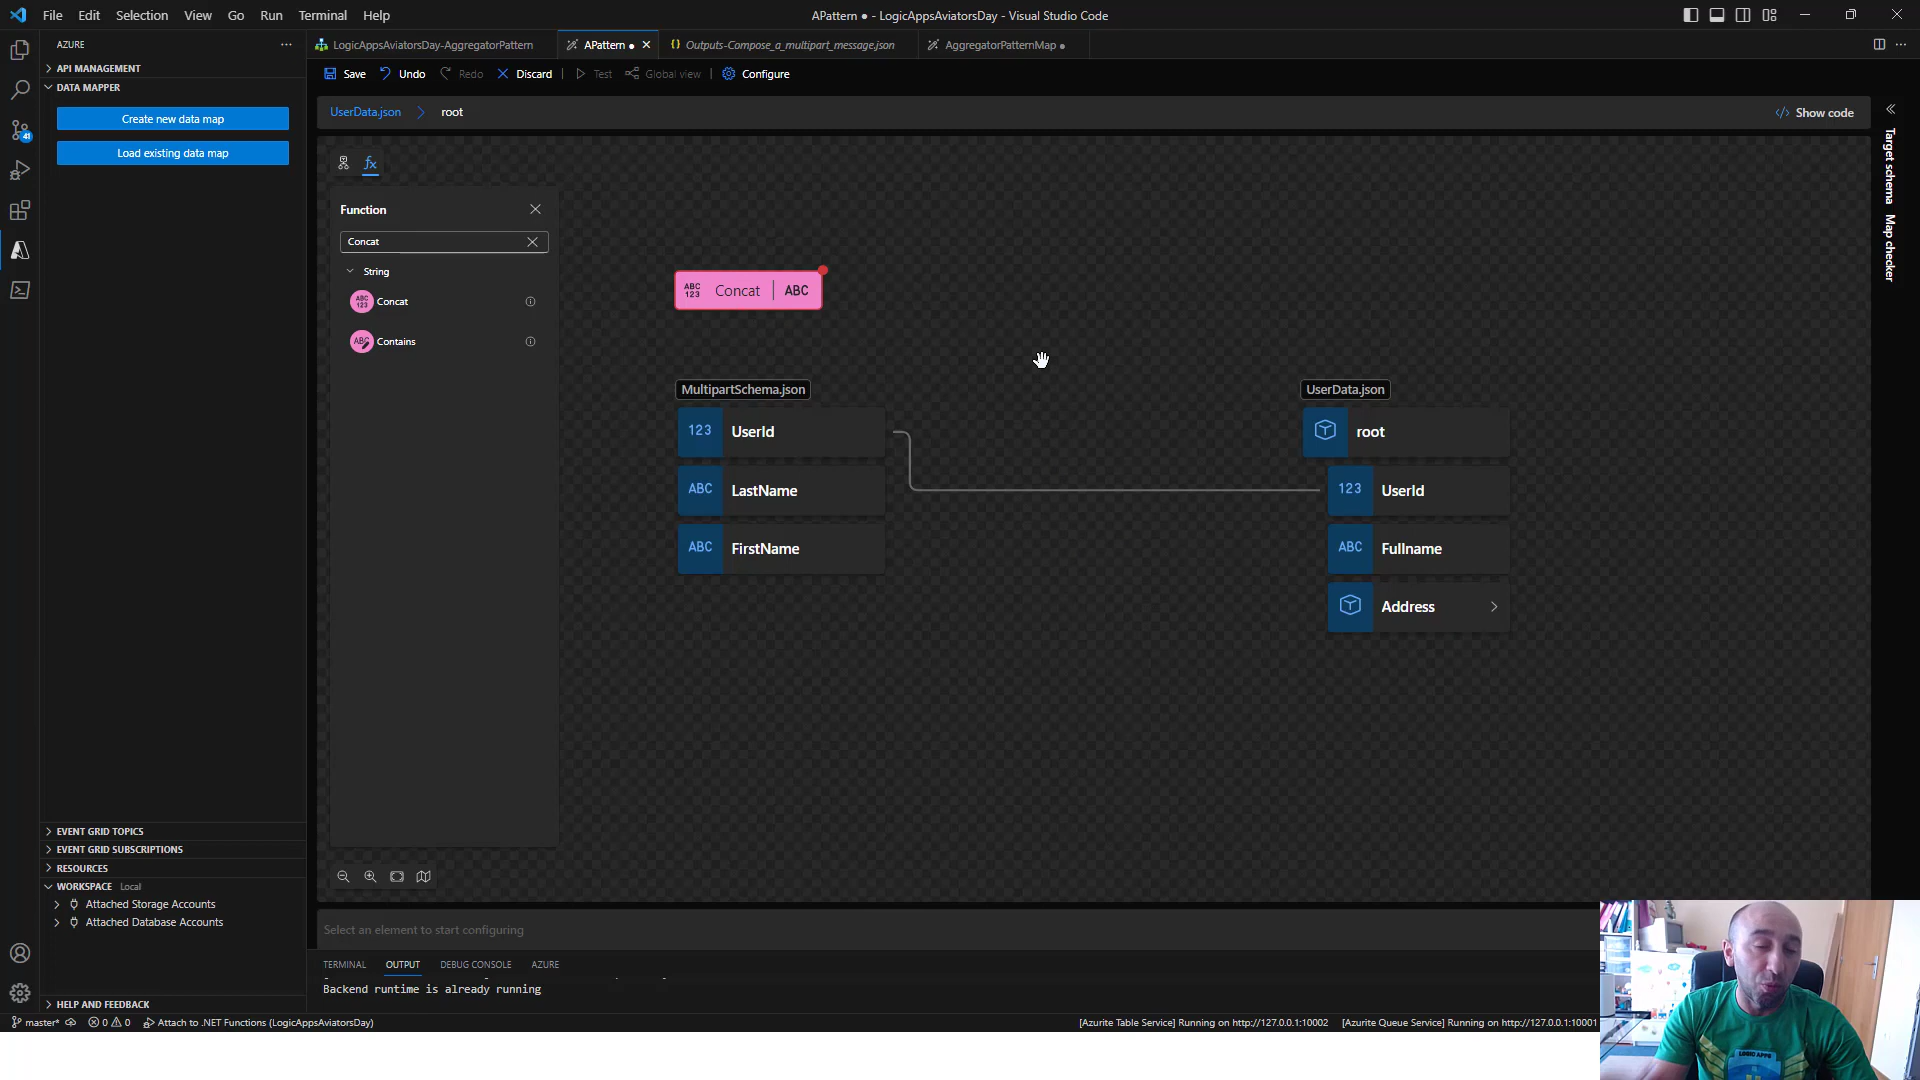 File Edit Selection View Go Run Terminal Help
APattern ● - LogicAppsAviatorsDay - Visual Studio Code
AZURE
API MANAGEMENT
DATA MAPPER
Create new data map
Load existing data map
LogicAppsAviatorsDay-AggregatorPattern
APattern
Outputs-Compose_a_multipart_message.json
AggregatorPatternMap
Save Undo Redo Discard Test Global view Configure
UserData.json root
Show code
Target schema
Map checker
fx
Function
Concat
String
ABC 123 Concat
ABC Contains
ABC 123 Concat ABC
MultipartSchema.json
123 UserId
ABC LastName
ABC FirstName
UserData.json
root
123 UserId
ABC Fullname
Address
Select an element to start configuring
TERMINAL OUTPUT DEBUG CONSOLE AZURE
Backend runtime is already running
EVENT GRID TOPICS
EVENT GRID SUBSCRIPTIONS
RESOURCES
WORKSPACE Local
Attached Storage Accounts
Attached Database Accounts
HELP AND FEEDBACK
41
master* 0 0 Attach to .NET Functions (LogicAppsAviatorsDay)
[Azurite Table Service] Running on http://127.0.0.1:10002
[Azurite Queue Service] Running on http://127.0.0.1:10001
LOGIC APPS